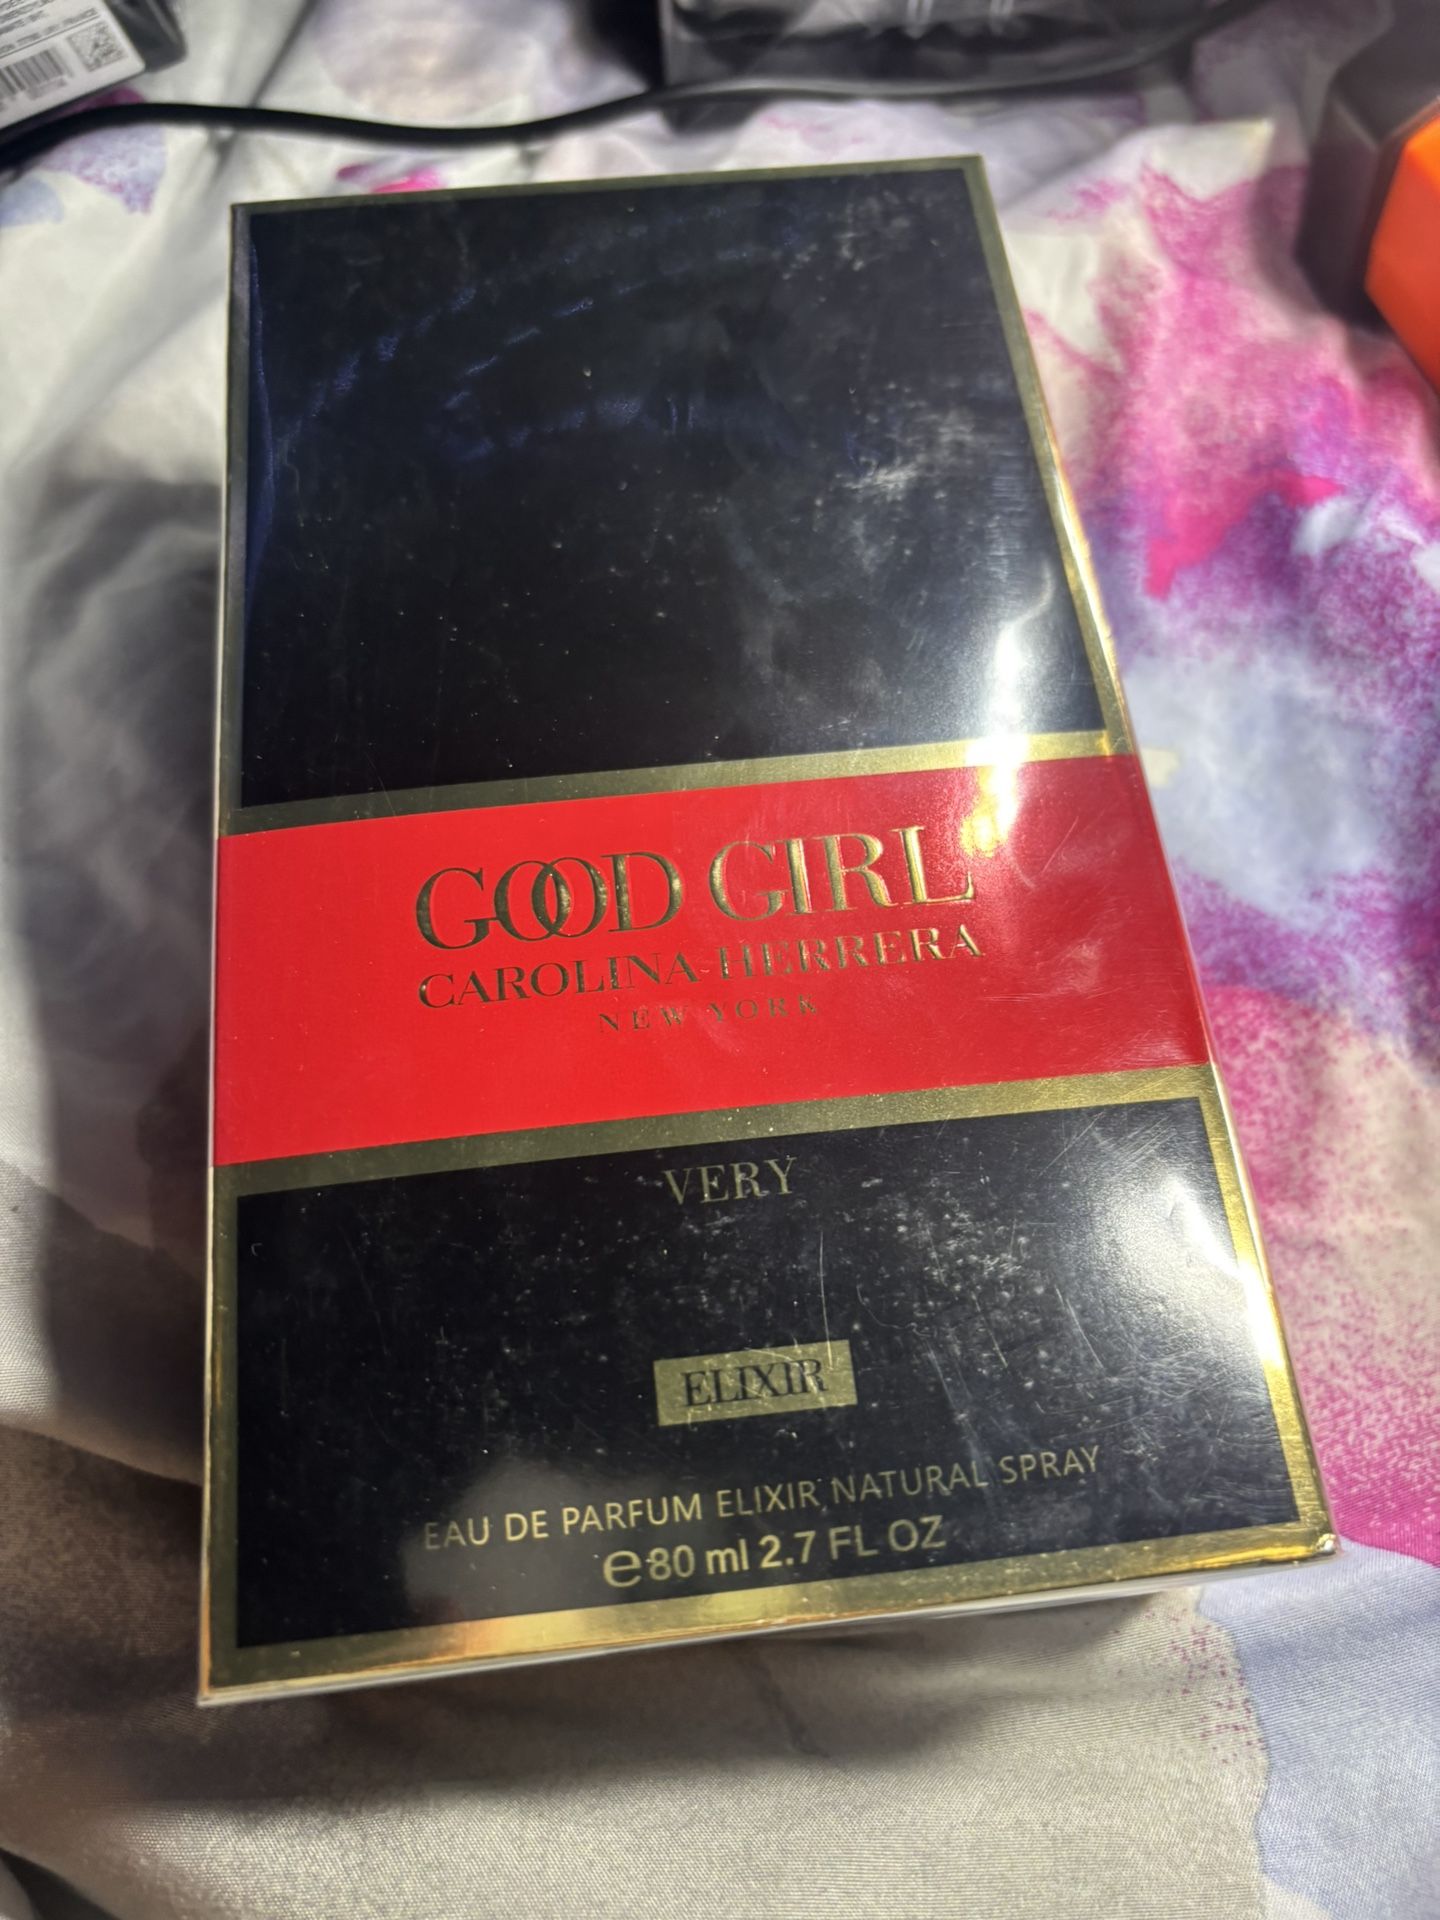 GOOD GIRL
CAROLINA HERRERA
NEW YORK
VERY
ELIXIR
EAU DE PARFUM ELIXIR NATURAL SPRAY
℮80 ml 2.7 FL OZ